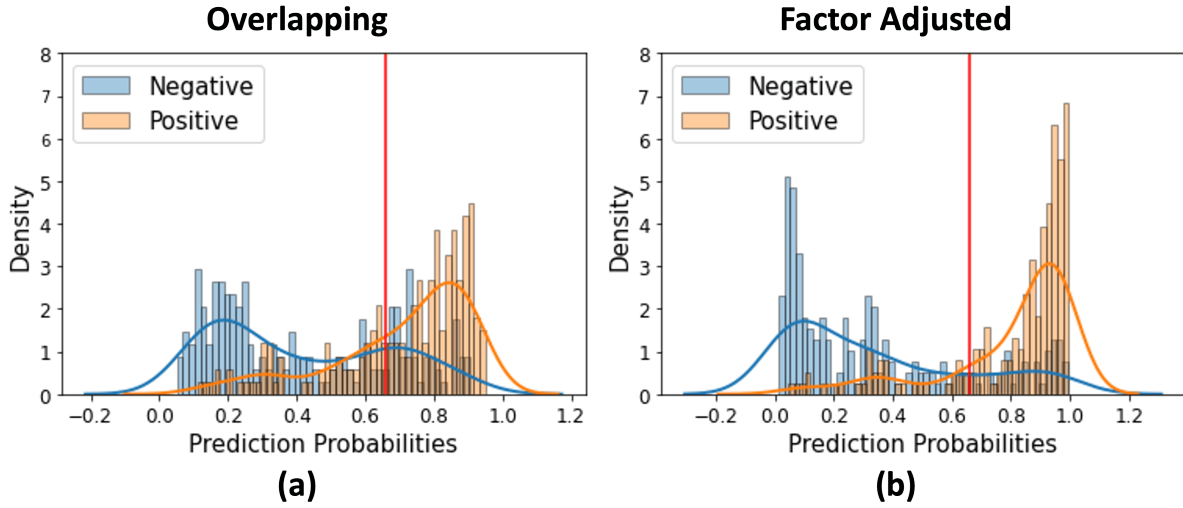 Overlapping
Factor Adjusted
8
7
6
5
4
3
2
1
0
Density
Negative
Positive
−0.2 0.0 0.2 0.4 0.6 0.8 1.0 1.2
Prediction Probabilities
(a)
8
7
6
5
4
3
2
1
0
Density
Negative
Positive
−0.2 0.0 0.2 0.4 0.6 0.8 1.0 1.2
Prediction Probabilities
(b)